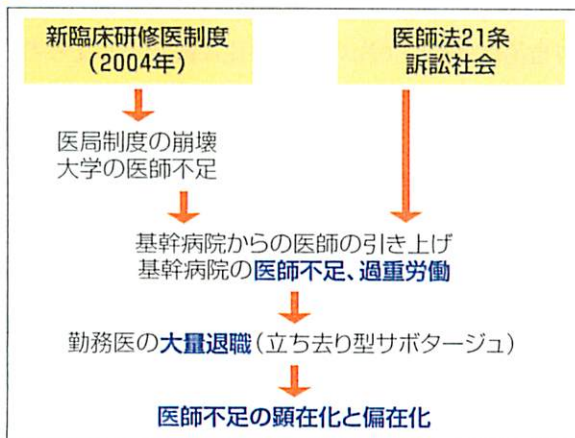 新臨床研修医制度
(2004年)
医師法21条
訴訟社会
医局制度の崩壊
大学の医師不足
基幹病院からの医師の引き上げ
基幹病院の医師不足、過重労働
勤務医の大量退職(立ち去り型サボタージュ)
医師不足の顕在化と偏在化